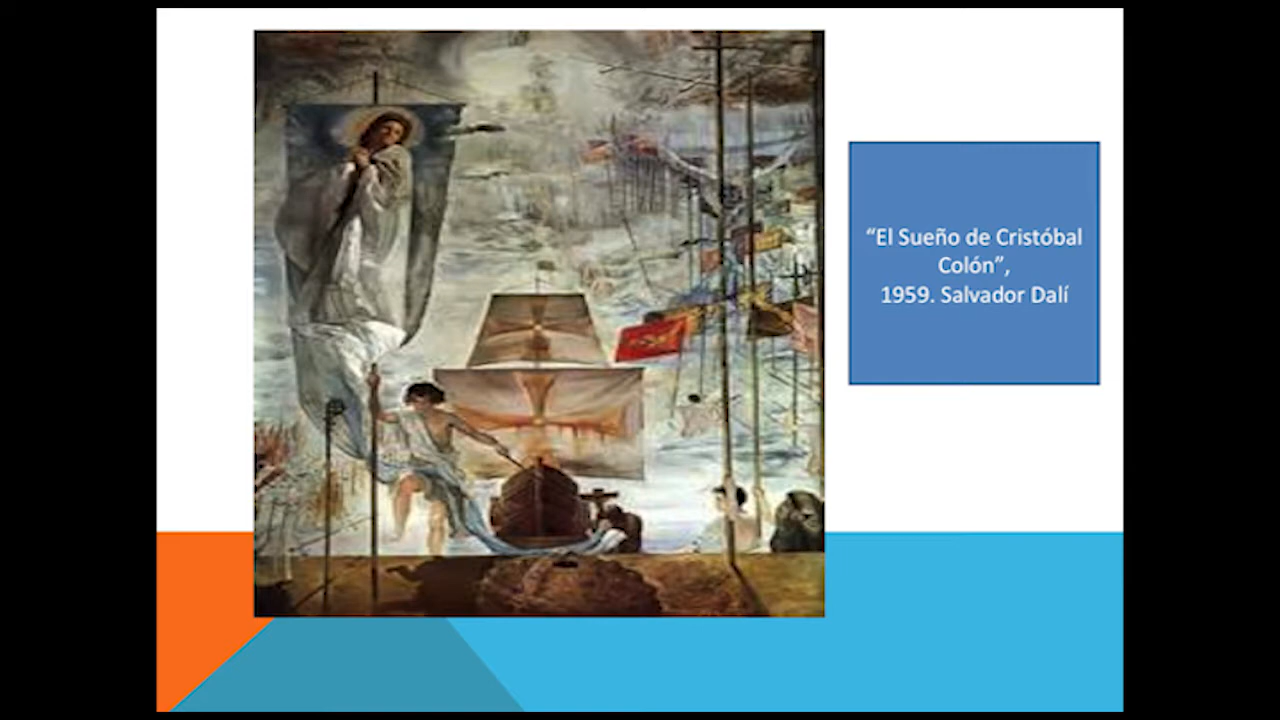 “El Sueño de Cristóbal
Colón”,
1959. Salvador Dalí